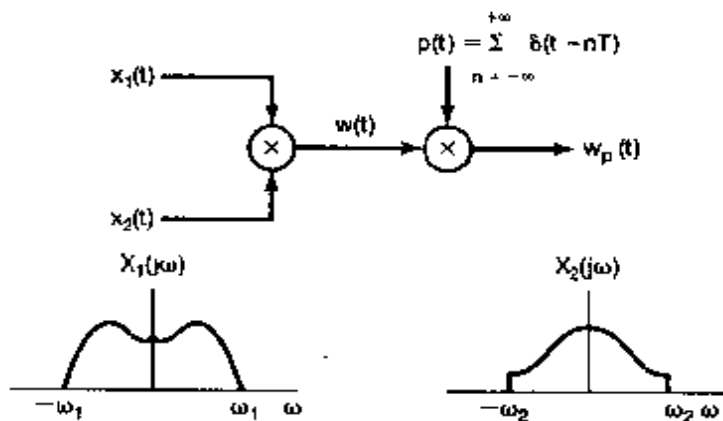 +∞
p(t) = Σ δ(t − nT)
n = −∞
x₁(t)
w(t)
× ×
wₚ(t)
x₂(t)
X₁(jω) X₂(jω)
−ω₁ ω₁ ω −ω₂ ω₂ ω